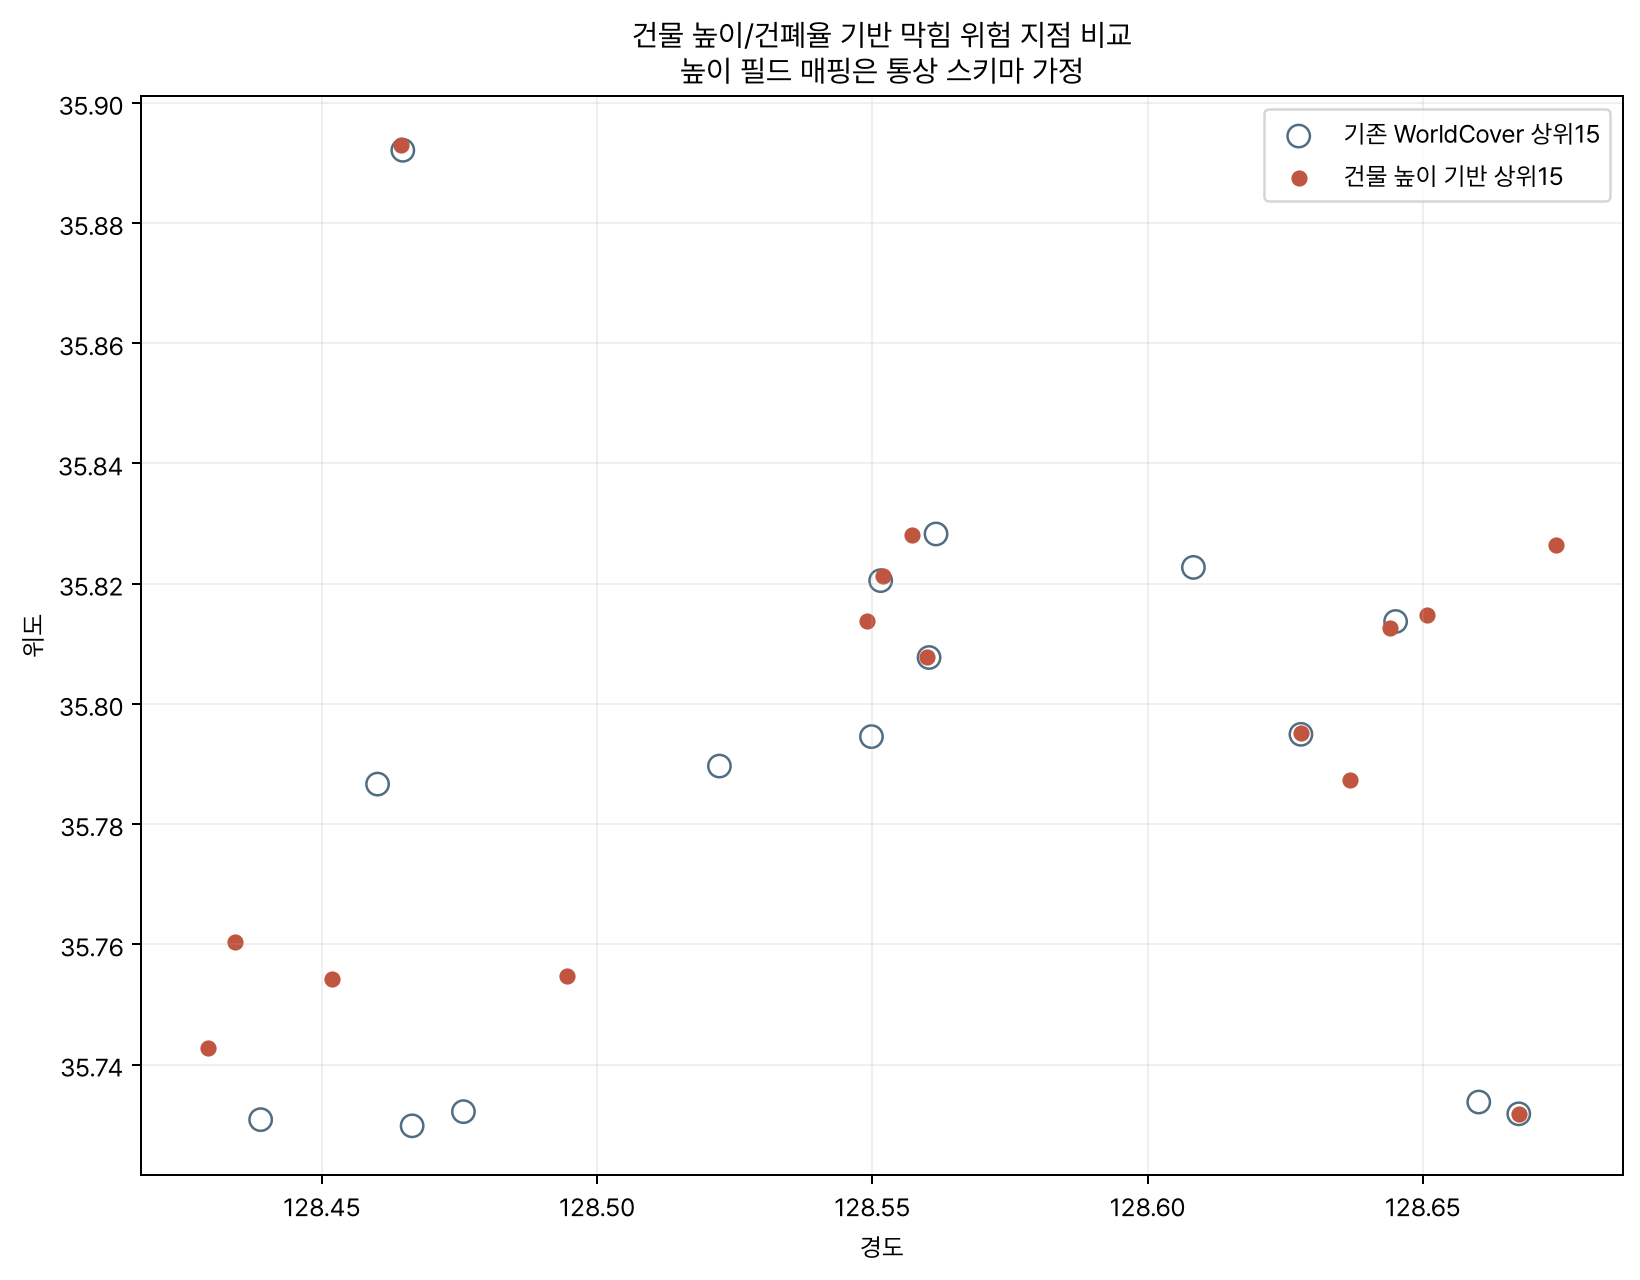 건물 높이/건폐율 기반 막힘 위험 지점 비교
높이 필드 매핑은 통상 스키마 가정
기존 WorldCover 상위15
건물 높이 기반 상위15
위도
35.90
35.88
35.86
35.84
35.82
35.80
35.78
35.76
35.74
128.45
128.50
128.55
128.60
128.65
경도